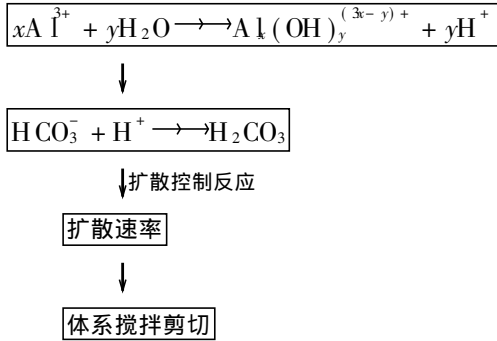 xAl³⁺ + yH₂O ⟶ Alₓ(OH)ᵧ⁽³ˣ⁻ʸ⁾⁺ + yH⁺
HCO₃⁻ + H⁺ ⟶ H₂CO₃
扩散控制反应
扩散速率
体系搅拌剪切